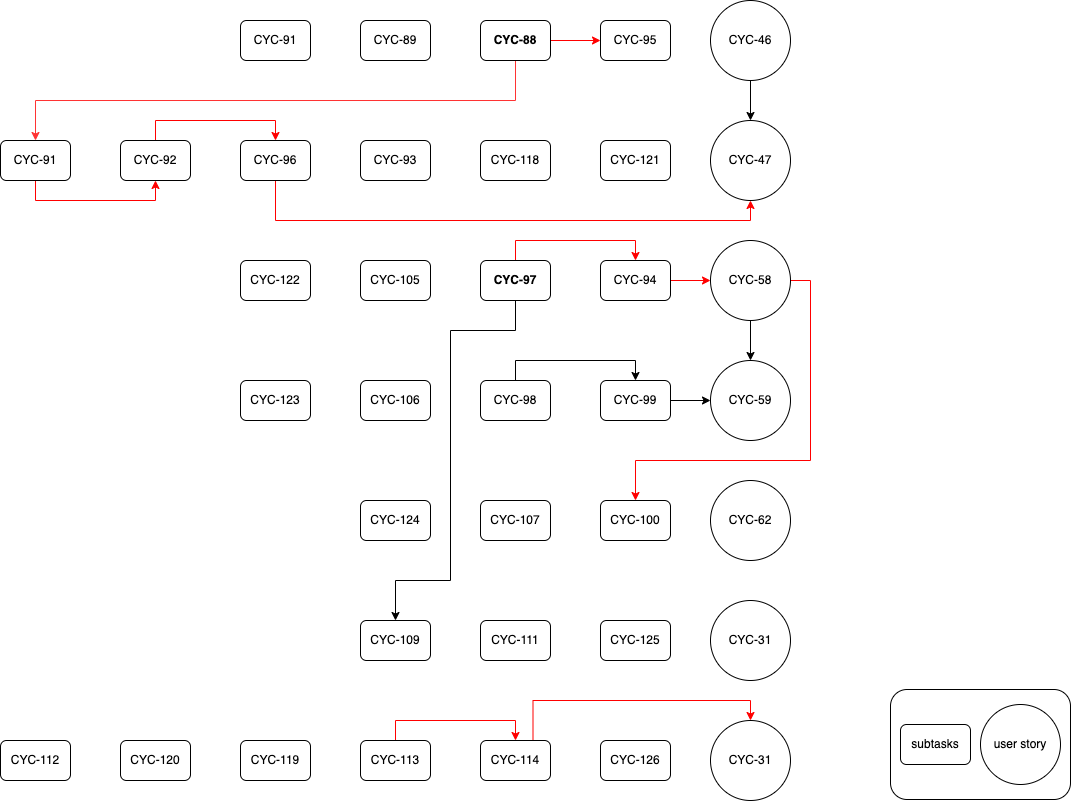 CYC-91
CYC-89
CYC-88
CYC-95
CYC-46
CYC-91
CYC-92
CYC-96
CYC-93
CYC-118
CYC-121
CYC-47
CYC-122
CYC-105
CYC-97
CYC-94
CYC-58
CYC-123
CYC-106
CYC-98
CYC-99
CYC-59
CYC-124
CYC-107
CYC-100
CYC-62
CYC-109
CYC-111
CYC-125
CYC-31
CYC-112
CYC-120
CYC-119
CYC-113
CYC-114
CYC-126
CYC-31
subtasks
user story